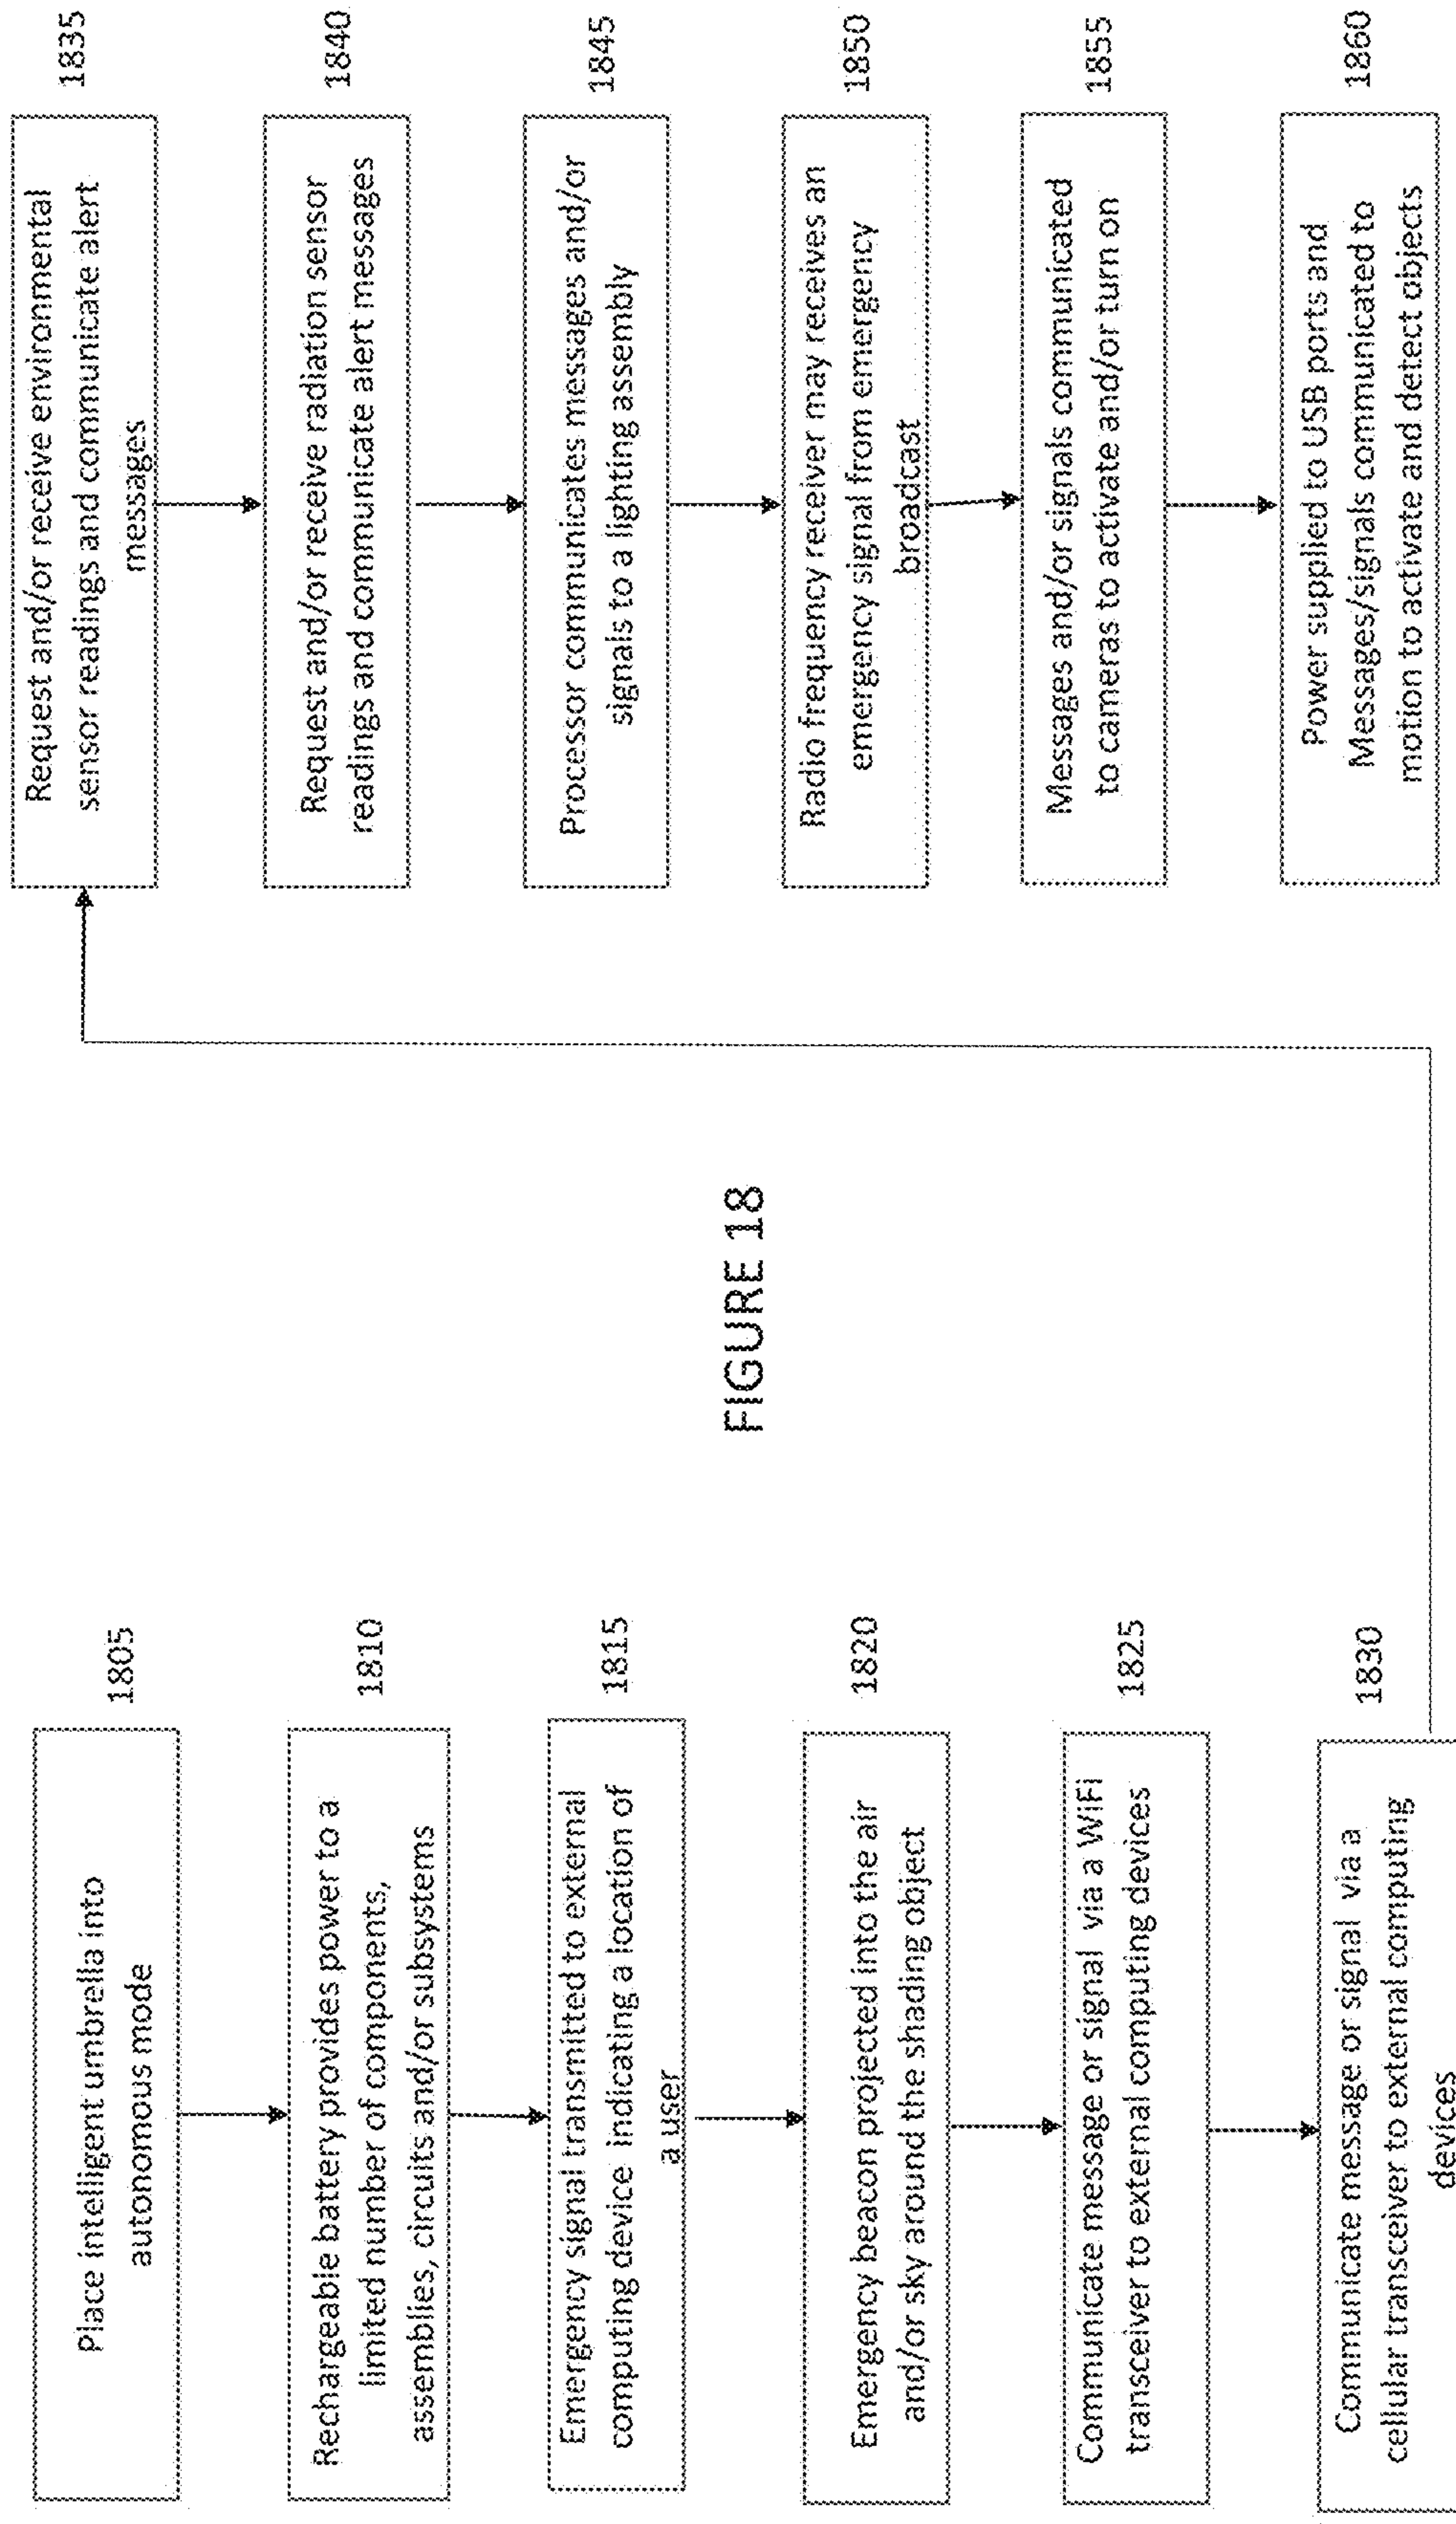 Place intelligent umbrella into
autonomous mode
1805
Rechargeable battery provides power to a
limited number of components,
assemblies, circuits and/or subsystems
1810
Emergency signal transmitted to external
computing device indicating a location of
a user
1815
Emergency beacon projected into the air
and/or sky around the shading object
1820
Communicate message or signal via a WiFi
transceiver to external computing devices
1825
Communicate message or signal via a
cellular transceiver to external computing
devices
1830
FIGURE 18
Request and/or receive environmental
sensor readings and communicate alert
messages
1835
Request and/or receive radiation sensor
readings and communicate alert messages
1840
Processor communicates messages and/or
signals to a lighting assembly
1845
Radio frequency receiver may receives an
emergency signal from emergency
broadcast
1850
Messages and/or signals communicated
to cameras to activate and/or turn on
1855
Power supplied to USB ports and
Messages/signals communicated to
motion to activate and detect objects
1860